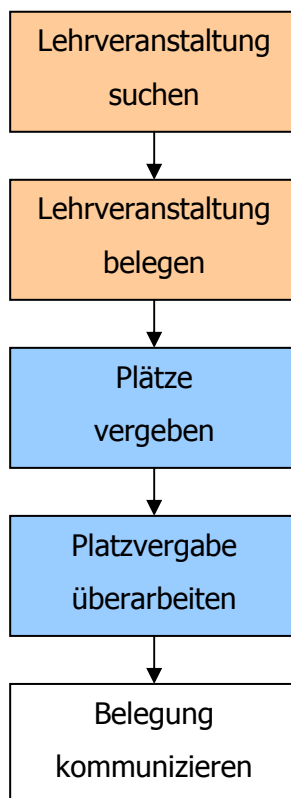 Lehrveranstaltung
suchen
Lehrveranstaltung
belegen
Plätze
vergeben
Platzvergabe
überarbeiten
Belegung
kommunizieren